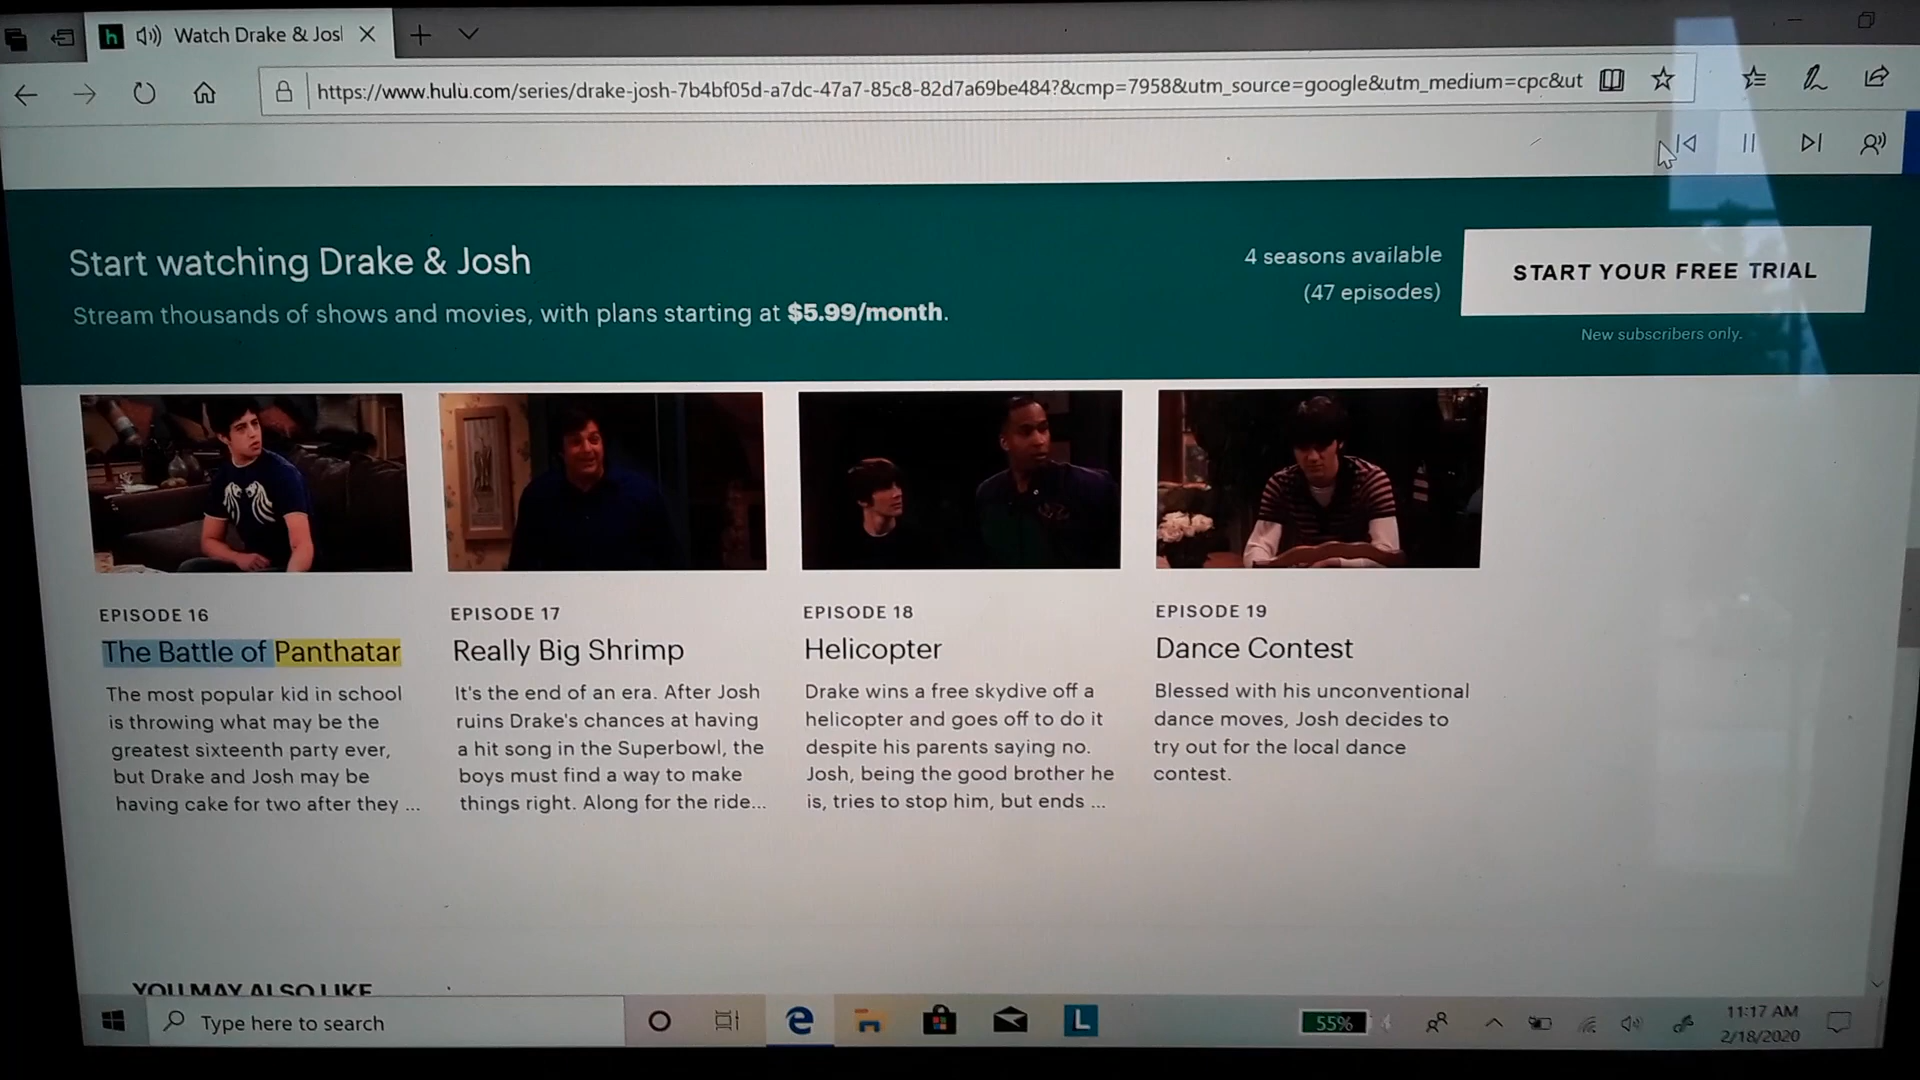 Watch Drake & Jos
https://www.hulu.com/series/drake-josh-7b4bf05d-a7dc-47a7-85c8-82d7a69be484?&cmp=7958&utm_source=google&utm_medium=cpc&ut
Start watching Drake & Josh
Stream thousands of shows and movies, with plans starting at $5.99/month.
4 seasons available
(47 episodes)
START YOUR FREE TRIAL
New subscribers only.
EPISODE 16
The Battle of Panthatar
The most popular kid in school
is throwing what may be the
greatest sixteenth party ever,
but Drake and Josh may be
having cake for two after they ...
EPISODE 17
Really Big Shrimp
It's the end of an era. After Josh
ruins Drake's chances at having
a hit song in the Superbowl, the
boys must find a way to make
things right. Along for the ride...
EPISODE 18
Helicopter
Drake wins a free skydive off a
helicopter and goes off to do it
despite his parents saying no.
Josh, being the good brother he
is, tries to stop him, but ends ...
EPISODE 19
Dance Contest
Blessed with his unconventional
dance moves, Josh decides to
try out for the local dance
contest.
YOU MAY ALSO LIKE
Type here to search
L
55%
11:17 AM
2/18/2020